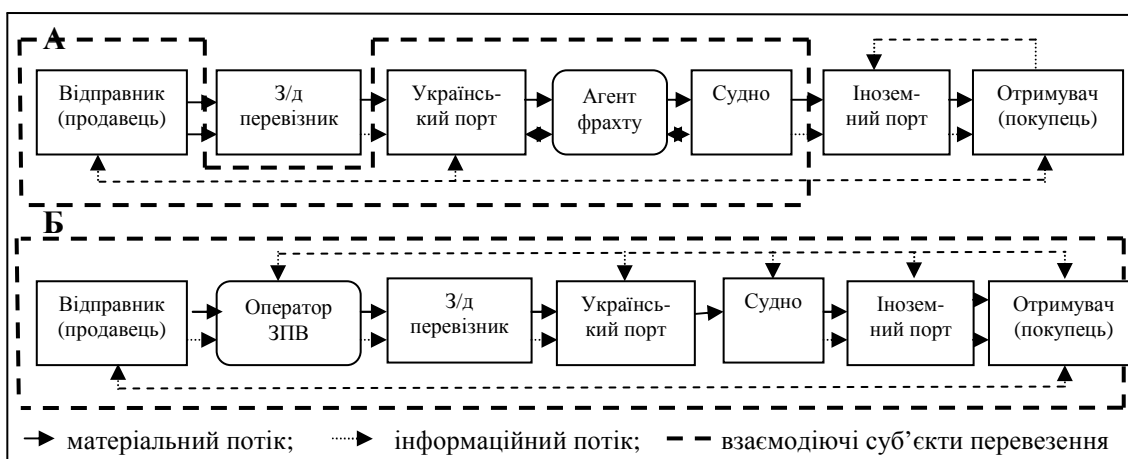 А
Відправник
(продавець)
З/д
перевізник
Українсь-
кий порт
Агент
фрахту
Судно
Інозем-
ний порт
Отримувач
(покупець)
Б
Відправник
(продавець)
Оператор
ЗПВ
З/д
перевізник
Українсь-
кий порт
Судно
Інозем-
ний порт
Отримувач
(покупець)
матеріальний потік; інформаційний потік; взаємодіючі суб’єкти перевезення